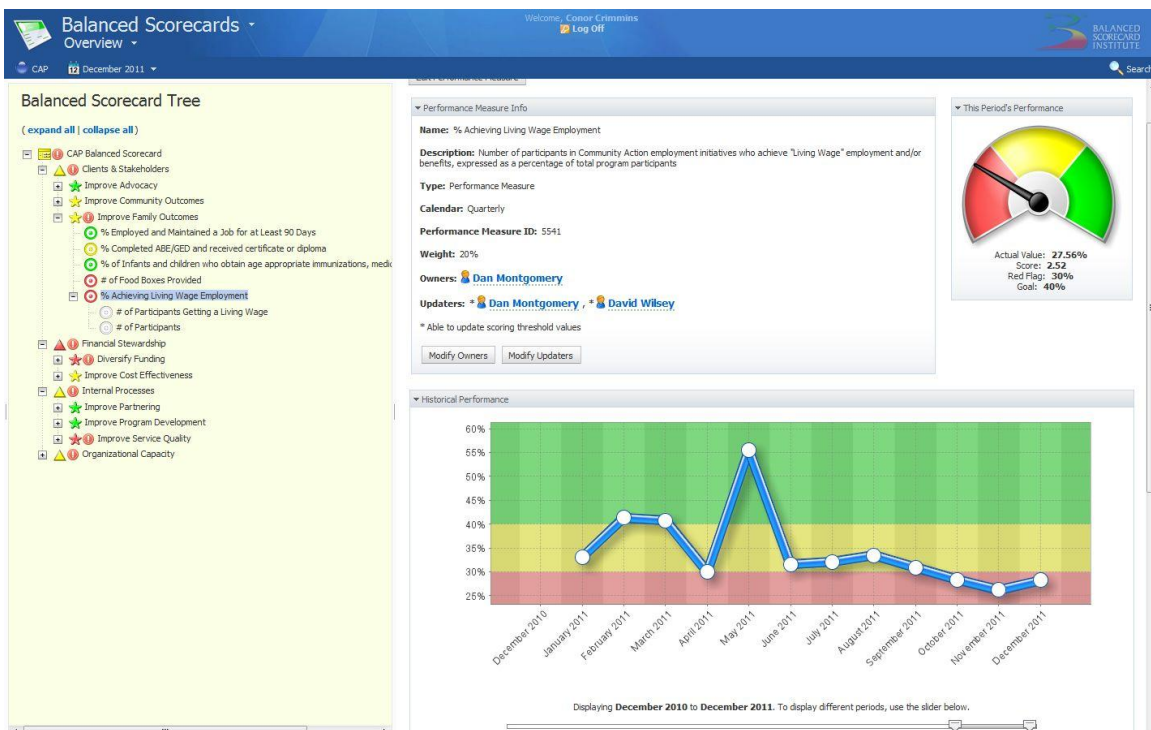 Balanced Scorecards
Overview
Welcome, Conor Crimmins
Log Off
BALANCED
SCORECARD
INSTITUTE
CAP
12 December 2011
Search
Balanced Scorecard Tree
( expand all | collapse all )
CAP Balanced Scorecard
Clients & Stakeholders
Improve Advocacy
Improve Community Outcomes
Improve Family Outcomes
% Employed and Maintained a Job for at Least 90 Days
% Completed ABE/GED and received certificate or diploma
% of Infants and children who obtain age appropriate immunizations, medic
# of Food Boxes Provided
% Achieving Living Wage Employment
# of Participants Getting a Living Wage
# of Participants
Financial Stewardship
Diversify Funding
Improve Cost Effectiveness
Internal Processes
Improve Partnering
Improve Program Development
Improve Service Quality
Organizational Capacity
Edit Performance Measure
Performance Measure Info
Name: % Achieving Living Wage Employment
Description: Number of participants in Community Action employment initiatives who achieve "Living Wage" employment and/or
benefits, expressed as a percentage of total program participants
Type: Performance Measure
Calendar: Quarterly
Performance Measure ID: 5541
Weight: 20%
Owners: Dan Montgomery
Updaters: * Dan Montgomery , * David Wilsey
* Able to update scoring threshold values
Modify Owners Modify Updaters
This Period's Performance
Actual Value: 27.56%
Score: 2.52
Red Flag: 30%
Goal: 40%
Historical Performance
60%
55%
50%
45%
40%
35%
30%
25%
December 2010
January 2011
February 2011
March 2011
April 2011
May 2011
June 2011
July 2011
August 2011
September 2011
October 2011
November 2011
December 2011
Displaying December 2010 to December 2011. To display different periods, use the slider below.